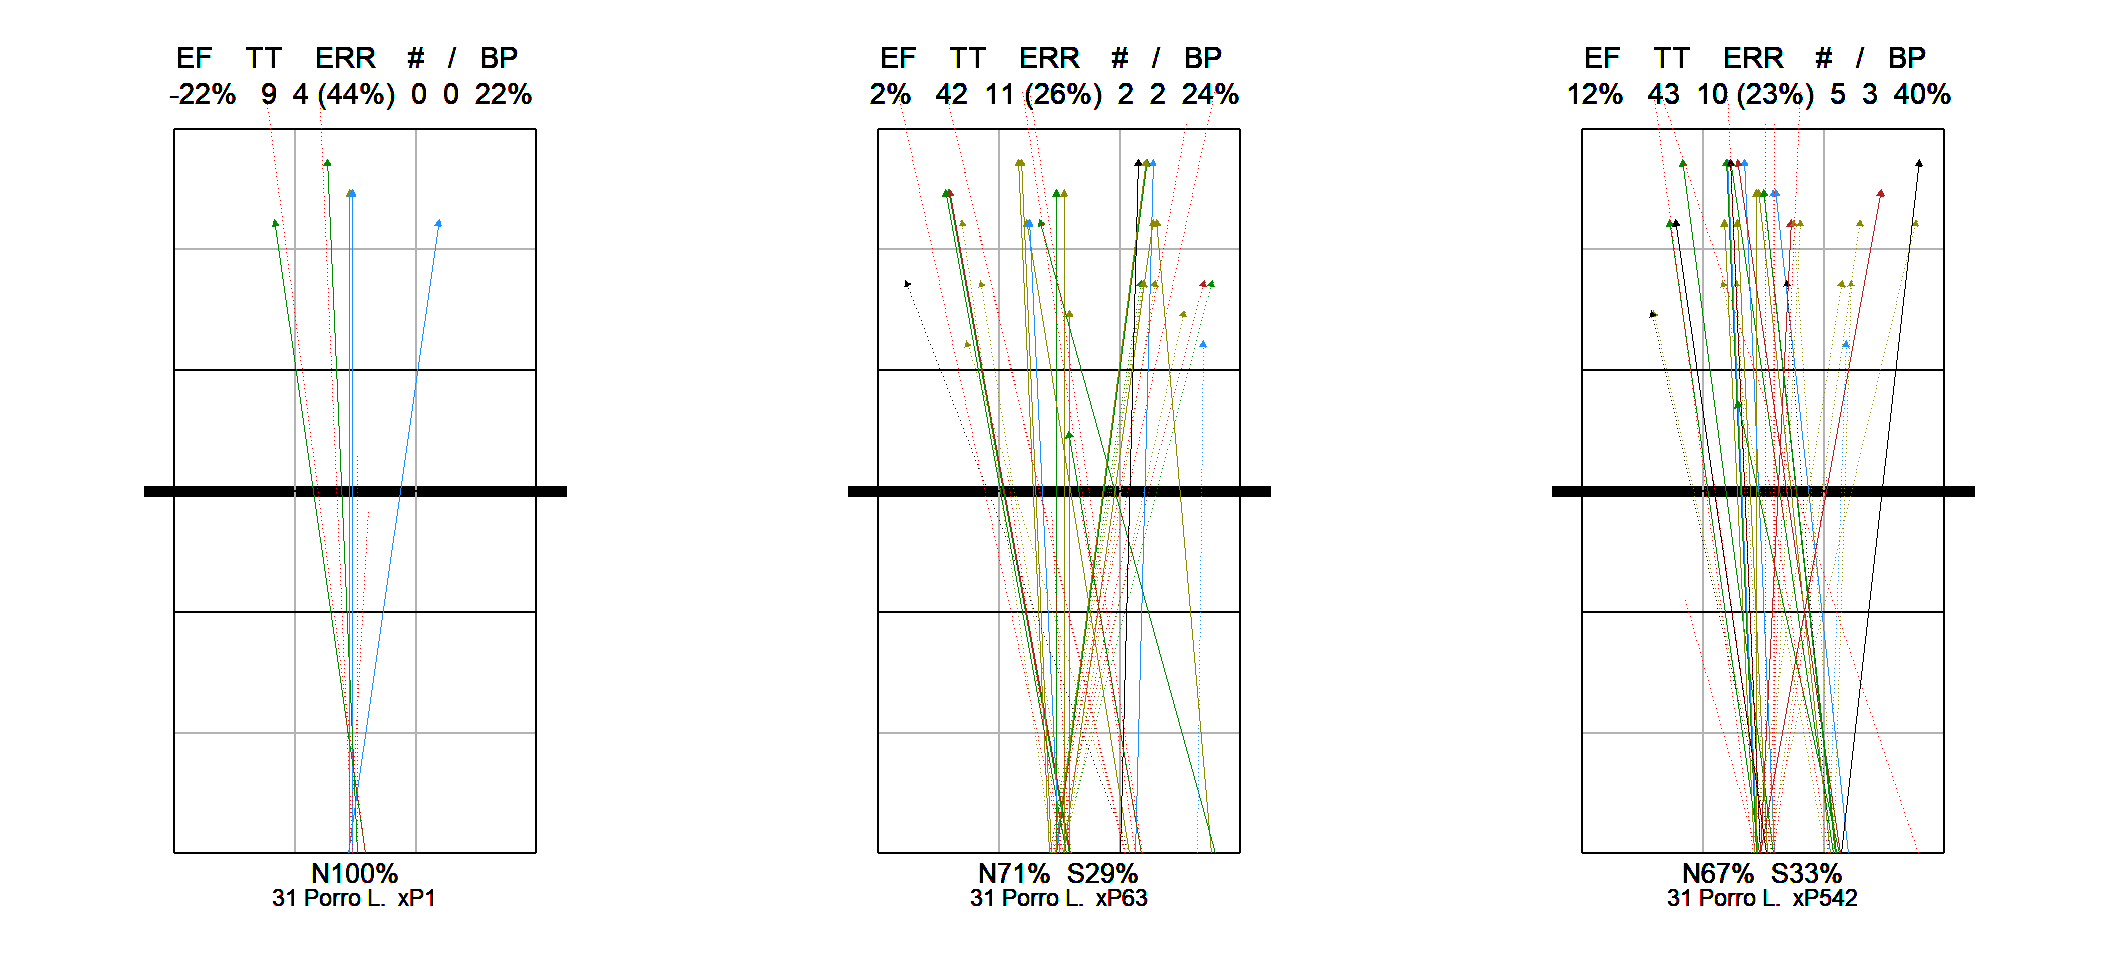 EF TT ERR # / BP
-22% 9 4 (44%) 0 0 22%
N100%
31 Porro L. xP1
EF TT ERR # / BP
2% 42 11 (26%) 2 2 24%
N71% S29%
31 Porro L. xP63
EF TT ERR # / BP
12% 43 10 (23%) 5 3 40%
N67% S33%
31 Porro L. xP542